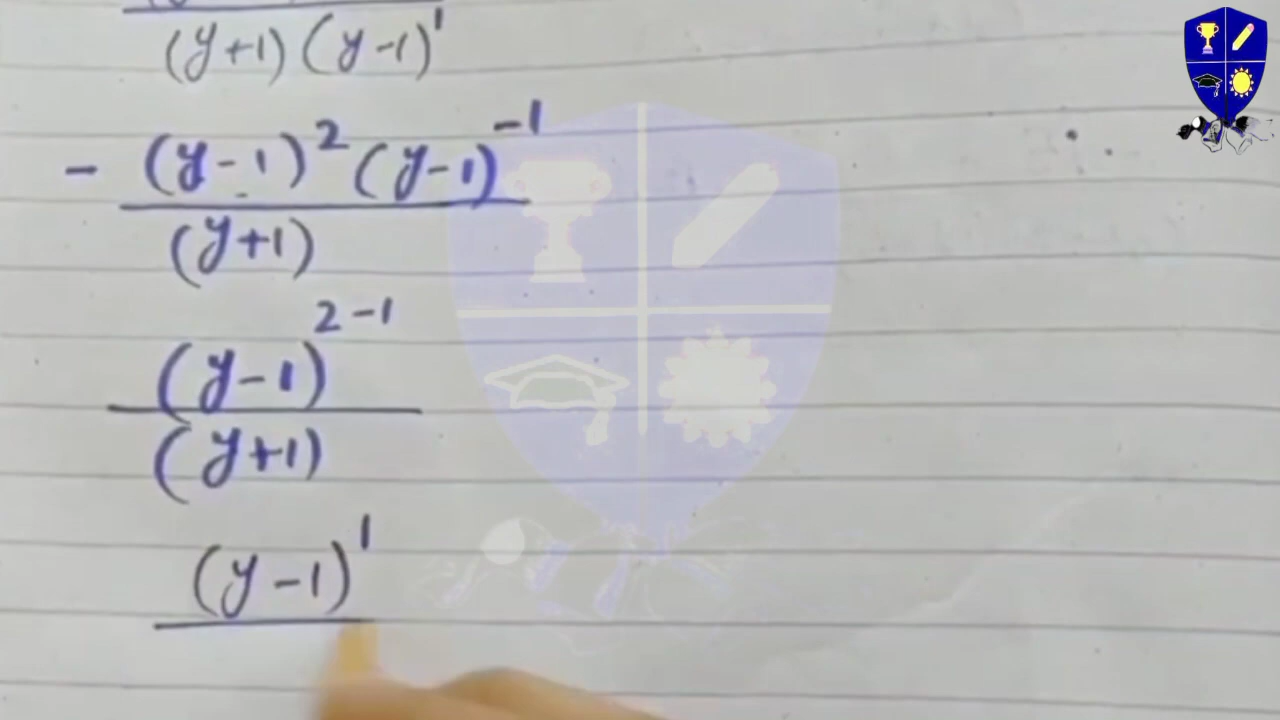 (y+1) (y-1)¹
- (y-1)² (y-1)⁻¹
(y+1)
(y-1)²⁻¹
(y+1)
(y-1)¹